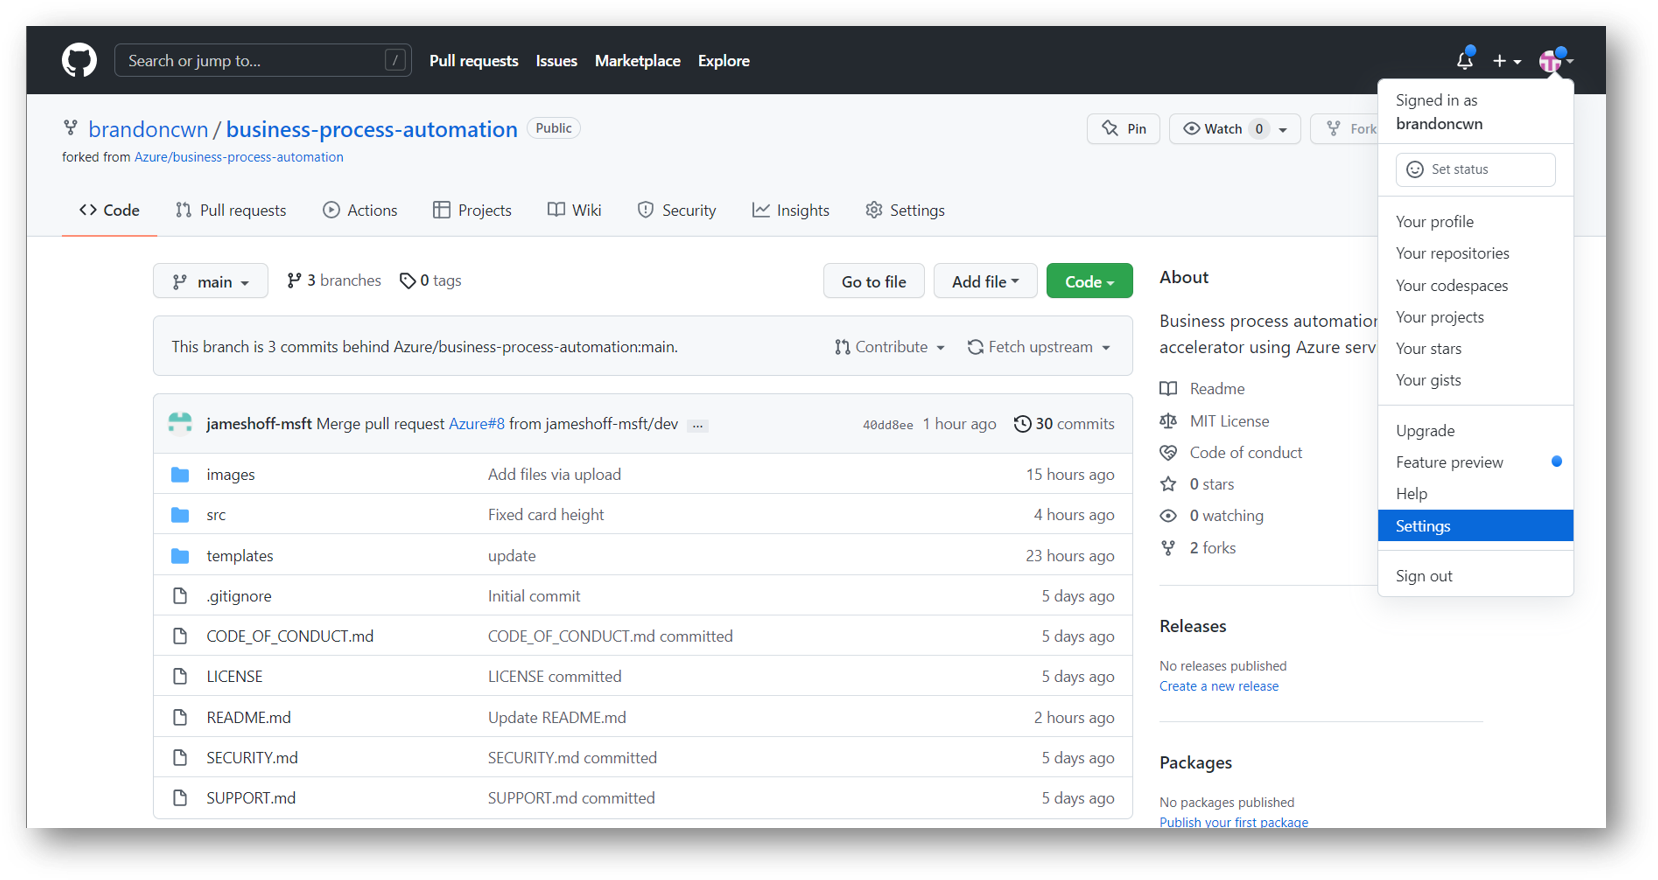 Search or jump to... / Pull requests Issues Marketplace Explore
Signed in as
brandoncwn
Set status
Your profile
Your repositories
Your codespaces
Your projects
Your stars
Your gists
Upgrade
Feature preview
Help
Settings
Sign out
brandoncwn / business-process-automation Public
Pin Watch 0 Fork
forked from Azure/business-process-automation
Code Pull requests Actions Projects Wiki Security Insights Settings
main 3 branches 0 tags Go to file Add file Code
This branch is 3 commits behind Azure/business-process-automation:main. Contribute Fetch upstream
jameshoff-msft Merge pull request Azure#8 from jameshoff-msft/dev ... 40dd8ee 1 hour ago 30 commits
images Add files via upload 15 hours ago
src Fixed card height 4 hours ago
templates update 23 hours ago
.gitignore Initial commit 5 days ago
CODE_OF_CONDUCT.md CODE_OF_CONDUCT.md committed 5 days ago
LICENSE LICENSE committed 5 days ago
README.md Update README.md 2 hours ago
SECURITY.md SECURITY.md committed 5 days ago
SUPPORT.md SUPPORT.md committed 5 days ago
About
Business process automation
accelerator using Azure serv
Readme
MIT License
Code of conduct
0 stars
0 watching
2 forks
Releases
No releases published
Create a new release
Packages
No packages published
Publish your first package